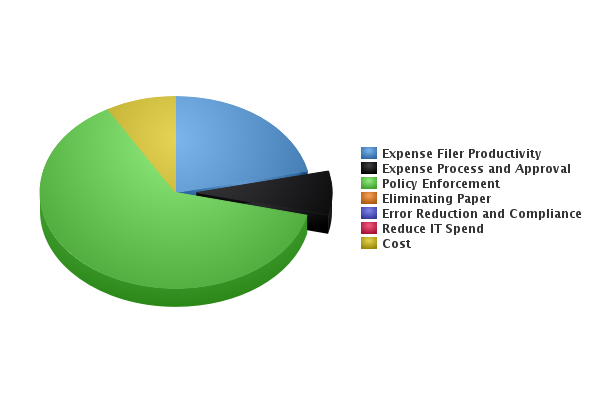 Expense Filer Productivity
Expense Process and Approval
Policy Enforcement
Eliminating Paper
Error Reduction and Compliance
Reduce IT Spend
Cost